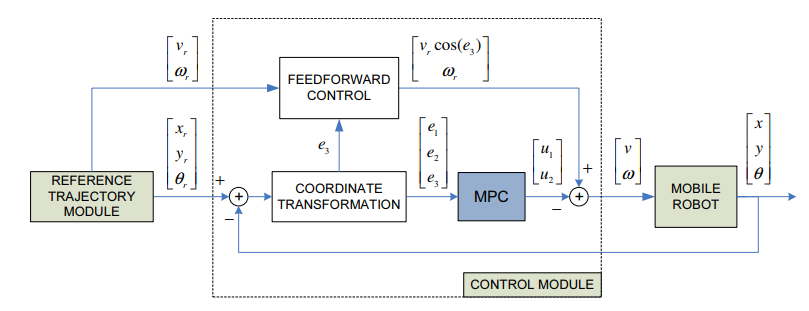 v_r
ω_r
FEEDFORWARD
CONTROL
v_r cos(e_3)
ω_r
x_r
y_r
θ_r
e_3
e_1
e_2
e_3
u_1
u_2
v
ω
x
y
θ
REFERENCE
TRAJECTORY
MODULE
+
−
+
COORDINATE
TRANSFORMATION
MPC
+
−
+
MOBILE
ROBOT
CONTROL MODULE